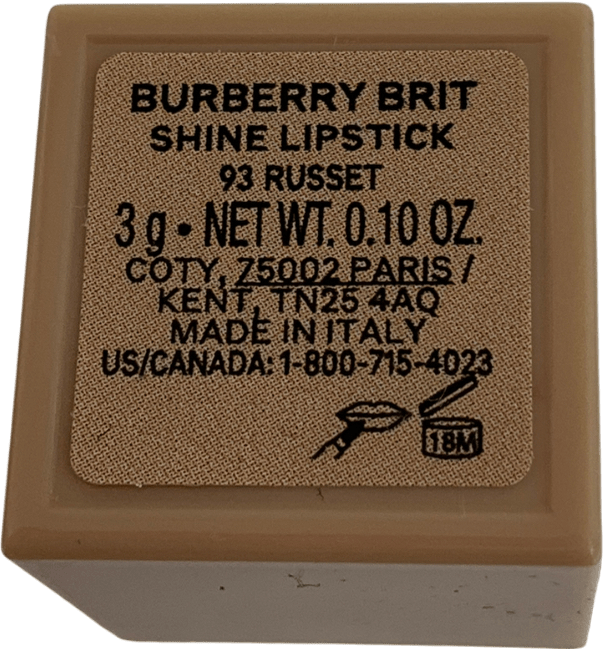 BURBERRY BRIT
SHINE LIPSTICK
93 RUSSET
3 g • NET WT. 0.10 OZ.
COTY, 75002 PARIS /
KENT, TN25 4AQ
MADE IN ITALY
US/CANADA: 1-800-715-4023
18M